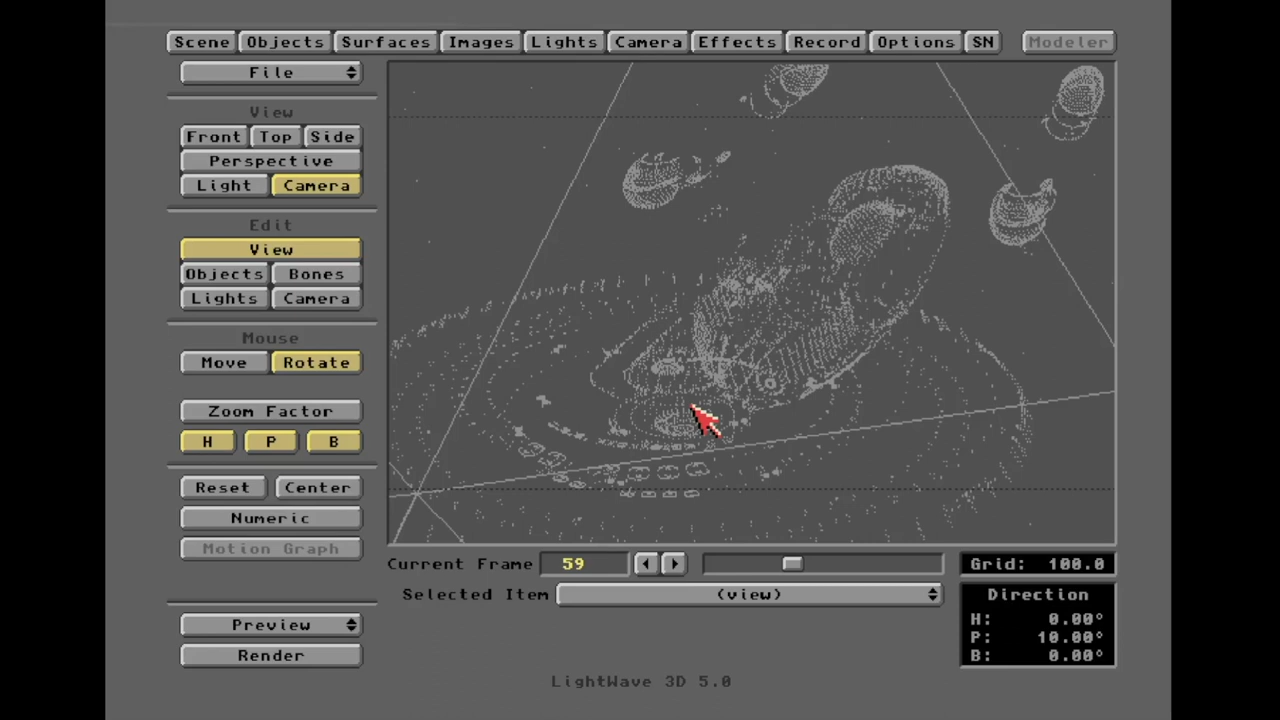 Scene Objects Surfaces Images Lights Camera Effects Record Options SN Modeler
File
View
Front Top Side
Perspective
Light Camera
Edit
View
Objects Bones
Lights Camera
Mouse
Move Rotate
Zoom Factor
H P B
Reset Center
Numeric
Motion Graph
Preview
Render
Current Frame 59
Selected Item (view)
Grid: 100.0
Direction
H: 0.00°
P: 10.00°
B: 0.00°
LightWave 3D 5.0